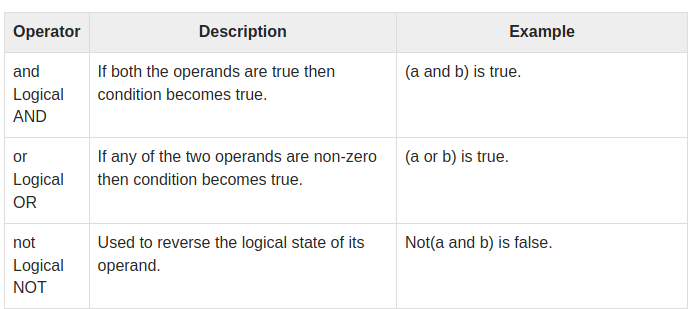 Operator Description Example
and If both the operands are true then (a and b) is true.
Logical condition becomes true.
AND
or If any of the two operands are non-zero (a or b) is true.
Logical then condition becomes true.
OR
not Used to reverse the logical state of its Not(a and b) is false.
Logical operand.
NOT